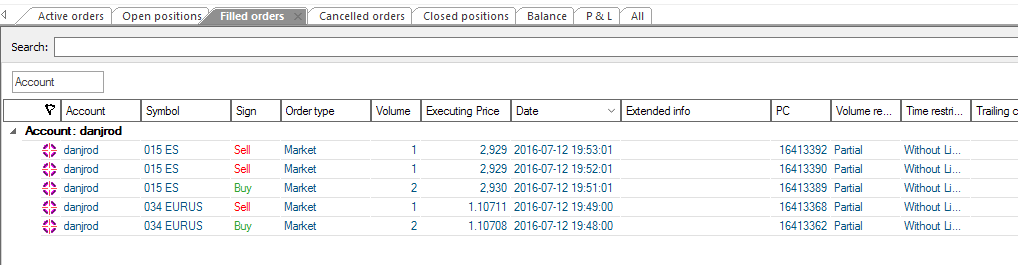 Active orders Open positions Filled orders Cancelled orders Closed positions Balance P & L All
Search:
Account
Account Symbol Sign Order type Volume Executing Price Date Extended info PC Volume re... Time restri... Trailing c
Account: danjrod
danjrod 015 ES Sell Market 1 2,929 2016-07-12 19:53:01 16413392 Partial Without Li...
danjrod 015 ES Sell Market 1 2,929 2016-07-12 19:52:01 16413390 Partial Without Li...
danjrod 015 ES Buy Market 2 2,930 2016-07-12 19:51:01 16413389 Partial Without Li...
danjrod 034 EURUS Sell Market 1 1.10711 2016-07-12 19:49:00 16413368 Partial Without Li...
danjrod 034 EURUS Buy Market 2 1.10708 2016-07-12 19:48:00 16413362 Partial Without Li...